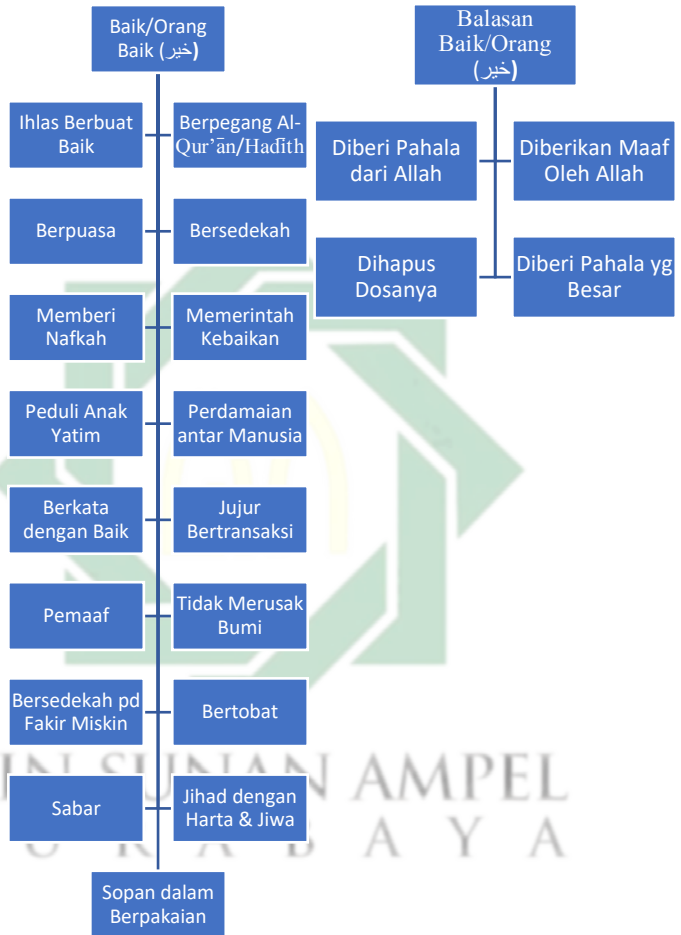 Baik/Orang
Baik (خير)
Ihlas Berbuat
Baik
Berpegang Al-
Qur’ān/Hadīth
Berpuasa
Bersedekah
Memberi
Nafkah
Memerintah
Kebaikan
Peduli Anak
Yatim
Perdamaian
antar Manusia
Berkata
dengan Baik
Jujur
Bertransaksi
Pemaaf
Tidak Merusak
Bumi
Bersedekah pd
Fakir Miskin
Bertobat
Sabar
Jihad dengan
Harta & Jiwa
Sopan dalam
Berpakaian
Balasan
Baik/Orang
(خير)
Diberi Pahala
dari Allah
Diberikan Maaf
Oleh Allah
Dihapus
Dosanya
Diberi Pahala yg
Besar
SUNAN AMPEL